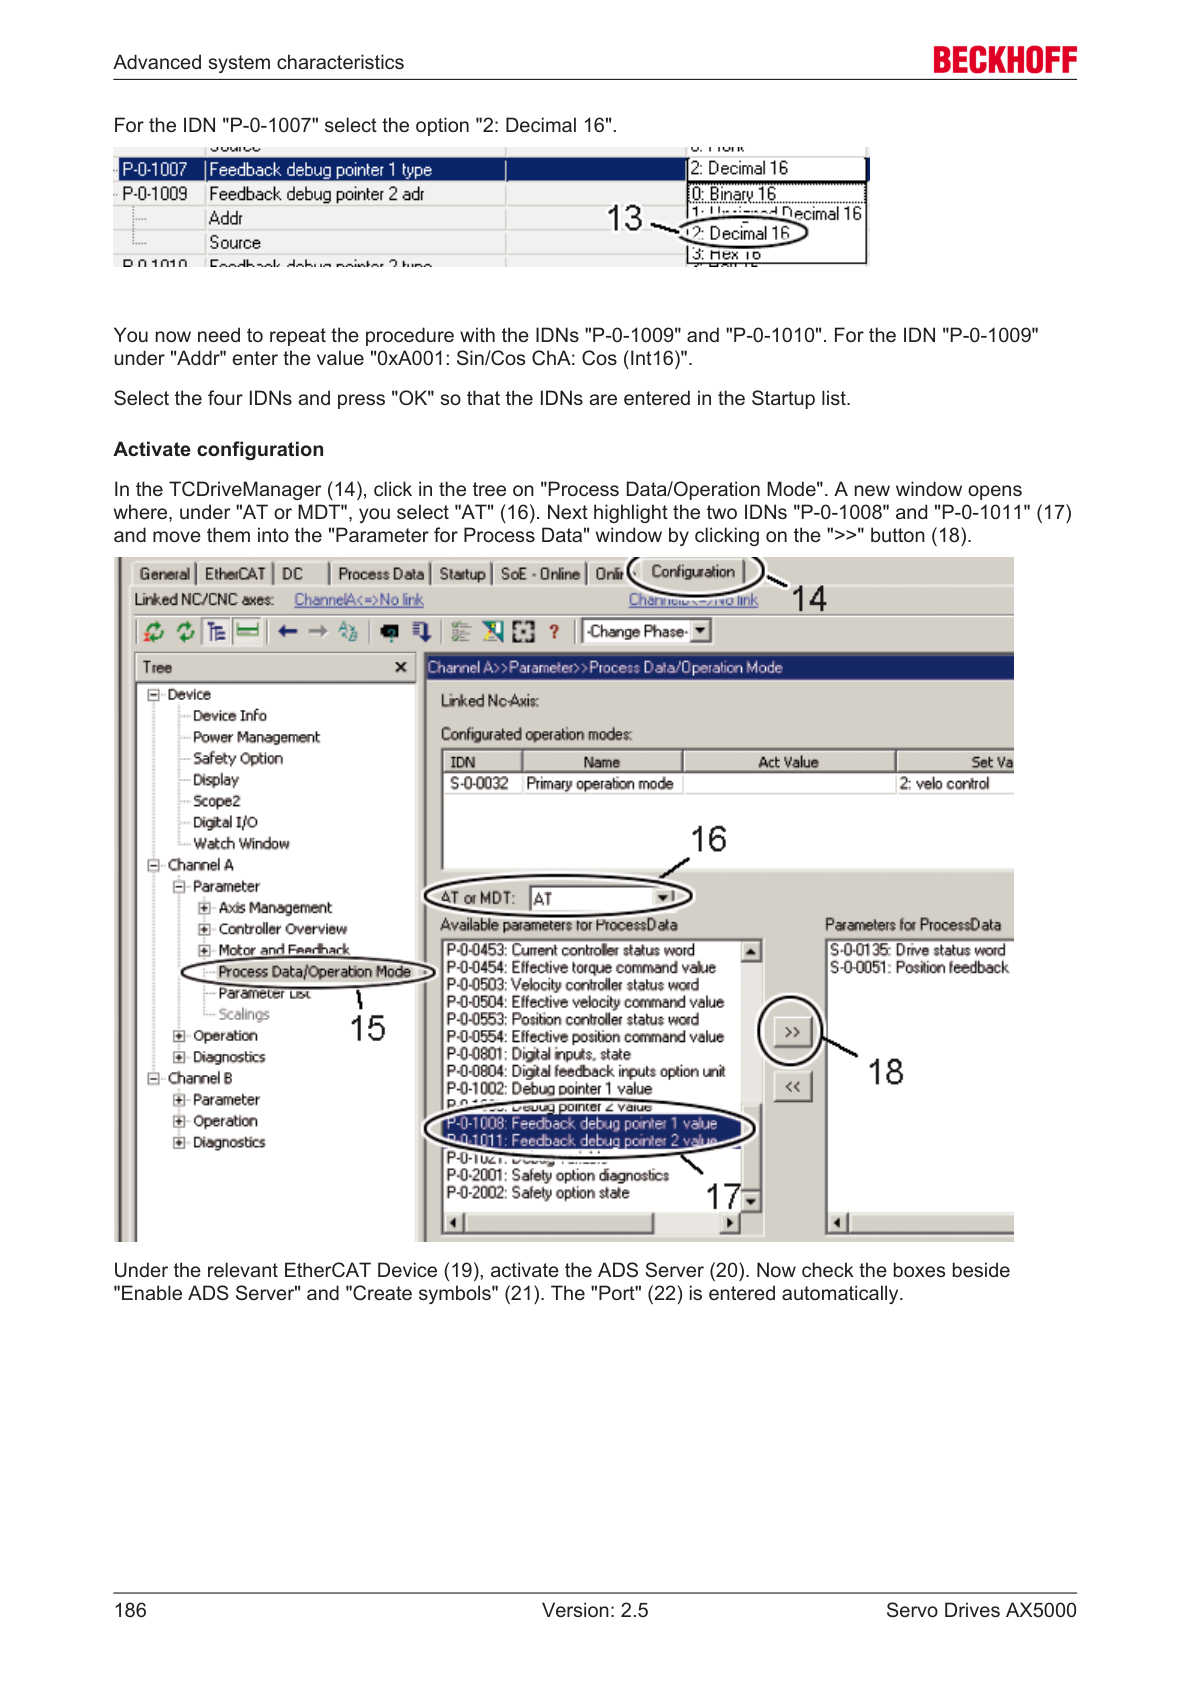 Advanced system characteristics
BECKHOFF
For the IDN "P-0-1007" select the option "2: Decimal 16".
P-0-1007 Feedback debug pointer 1 type 2: Decimal 16
P-0-1009 Feedback debug pointer 2 adr 0: Binary 16
Addr 13 Decimal 16
2: Decimal 16
Source
3: Hex 16
P-0-1010 Feedback debug pointer 2 type
You now need to repeat the procedure with the IDNs "P-0-1009" and "P-0-1010". For the IDN "P-0-1009"
under "Addr" enter the value "0xA001: Sin/Cos ChA: Cos (Int16)".
Select the four IDNs and press "OK" so that the IDNs are entered in the Startup list.
Activate configuration
In the TCDriveManager (14), click in the tree on "Process Data/Operation Mode". A new window opens
where, under "AT or MDT", you select "AT" (16). Next highlight the two IDNs "P-0-1008" and "P-0-1011" (17)
and move them into the "Parameter for Process Data" window by clicking on the ">>" button (18).
General EtherCAT DC Process Data Startup SoE - Online Configuration
14
Linked NC/CNC axes: ChannelA<=>No link No link
-Change Phase-
Tree
Device
Device Info
Power Management
Safety Option
Display
Scope2
Digital I/O
Watch Window
Channel A
Parameter
Axis Management
Controller Overview
Motor and Feedback
Process Data/Operation Mode
Parameter List
15
Scalings
Operation
Diagnostics
Channel B
Parameter
Operation
Diagnostics
Channel A>>Parameter>>Process Data/Operation Mode
Linked Nc-Axis:
Configurated operation modes:
IDN Name Act Value Set Va
S-0-0032 Primary operation mode 2: velo control
16
AT or MDT: AT
Available parameters for ProcessData
P-0-0453: Current controller status word
P-0-0454: Effective torque command value
P-0-0503: Velocity controller status word
P-0-0504: Effective velocity command value
P-0-0553: Position controller status word
P-0-0554: Effective position command value
P-0-0801: Digital inputs, state
P-0-0804: Digital feedback inputs option unit
P-0-1002: Debug pointer 1 value
Debug pointer 2 value
P-0-1008: Feedback debug pointer 1 value
P-0-1011: Feedback debug pointer 2 value
P-0-1021:
P-0-2001: Safety option diagnostics
P-0-2002: Safety option state
17
>>
<<
18
Parameters for ProcessData
S-0-0135: Drive status word
S-0-0051: Position feedback
Under the relevant EtherCAT Device (19), activate the ADS Server (20). Now check the boxes beside
"Enable ADS Server" and "Create symbols" (21). The "Port" (22) is entered automatically.
186 Version: 2.5 Servo Drives AX5000